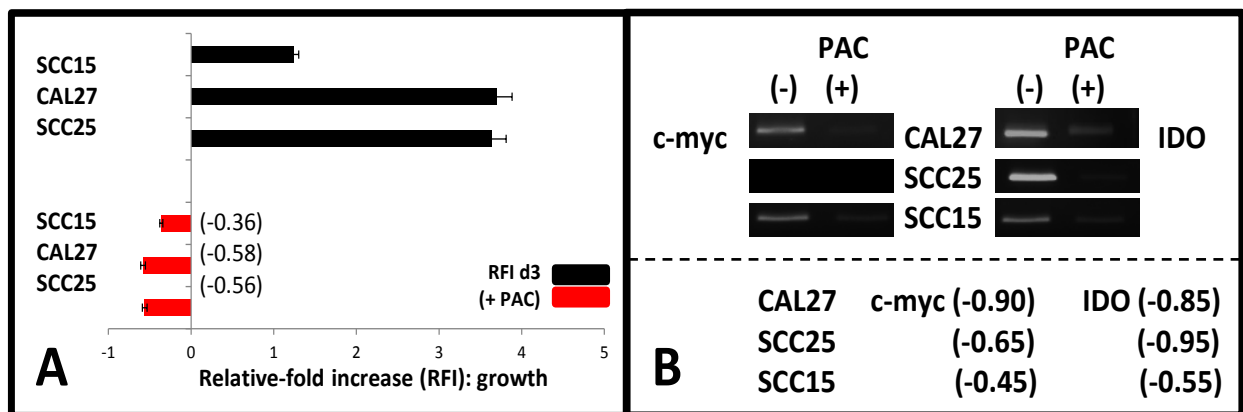 SCC15
CAL27
SCC25
SCC15 (-0.36)
CAL27 (-0.58)
SCC25 (-0.56)
RFI d3
(+ PAC)
-1 0 1 2 3 4 5
Relative-fold increase (RFI): growth
A
PAC PAC
(-) (+) (-) (+)
c-myc CAL27 IDO
SCC25
SCC15
CAL27 c-myc (-0.90) IDO (-0.85)
SCC25 (-0.65) (-0.95)
SCC15 (-0.45) (-0.55)
B